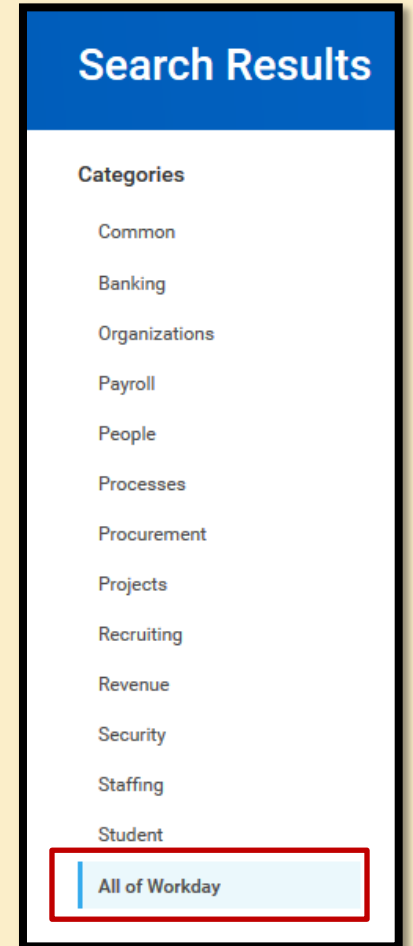 Search Results
Categories
Common
Banking
Organizations
Payroll
People
Processes
Procurement
Projects
Recruiting
Revenue
Security
Staffing
Student
All of Workday